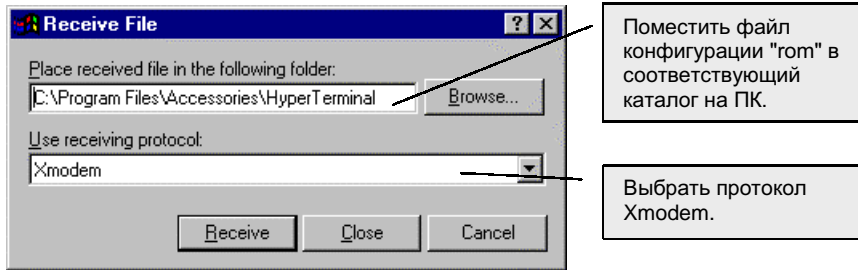 Receive File
Place received file in the following folder:
C:\Program Files\Accessories\HyperTerminal
Browse...
Use receiving protocol:
Xmodem
Receive
Close
Cancel
Поместить файл
конфигурации "rom" в
соответствующий
каталог на ПК.
Выбрать протокол
Xmodem.